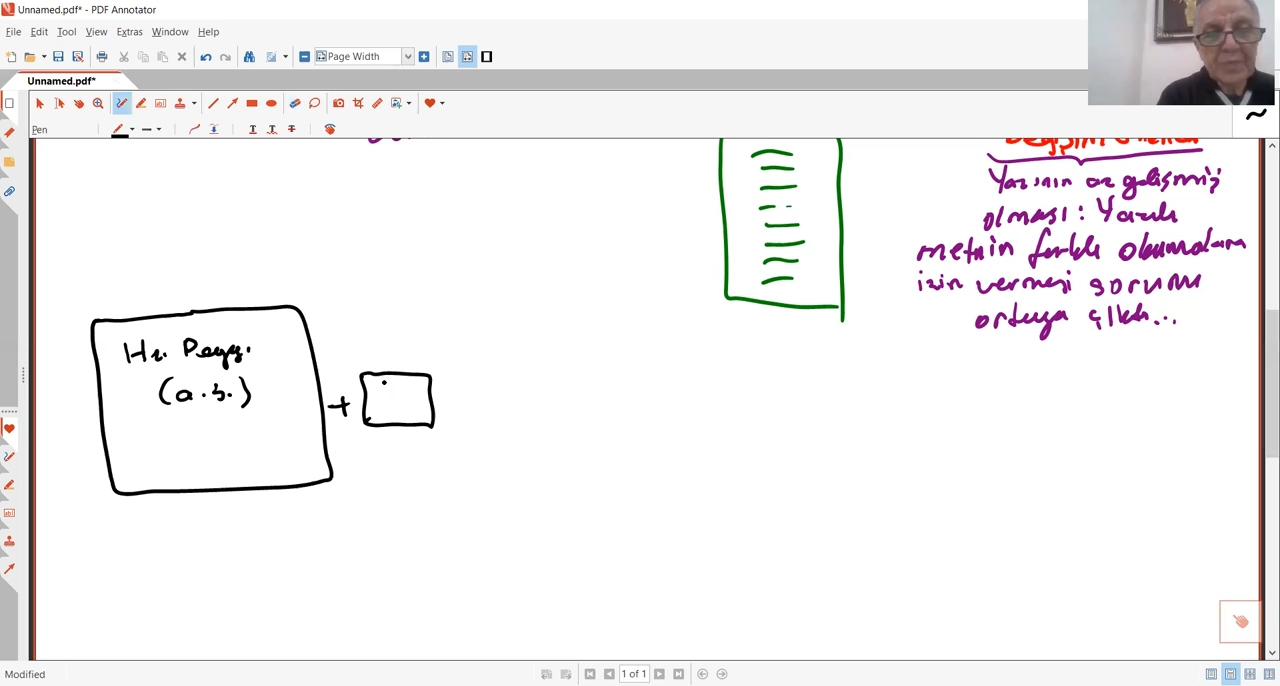 Unnamed.pdf* - PDF Annotator
File Edit Tool View Extras Window Help
Page Width
Unnamed.pdf*
Pen
Yazının az gelişmiş
olması : Yazılı
metnin farklı okumalara
izin vermesi sorunu
ortaya çıktı...
Hz. Peyg.
(a.s.)
+
Modified
1 of 1